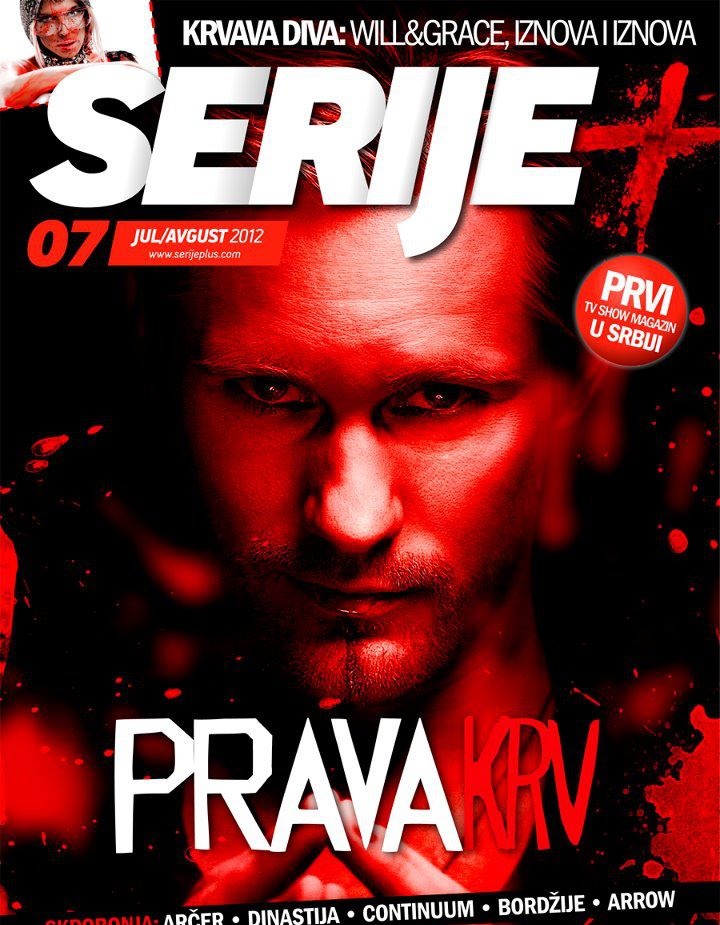 KRVAVA DIVA: WILL&GRACE, IZNOVA I IZNOVA
SERIJE+
07 JUL/AVGUST 2012
www.serijeplus.com
PRVI
TV SHOW MAGAZIN
U SRBIJI
PRAVA KRV
ARČER • DINASTIJA • CONTINUUM • BORDŽIJE • ARROW